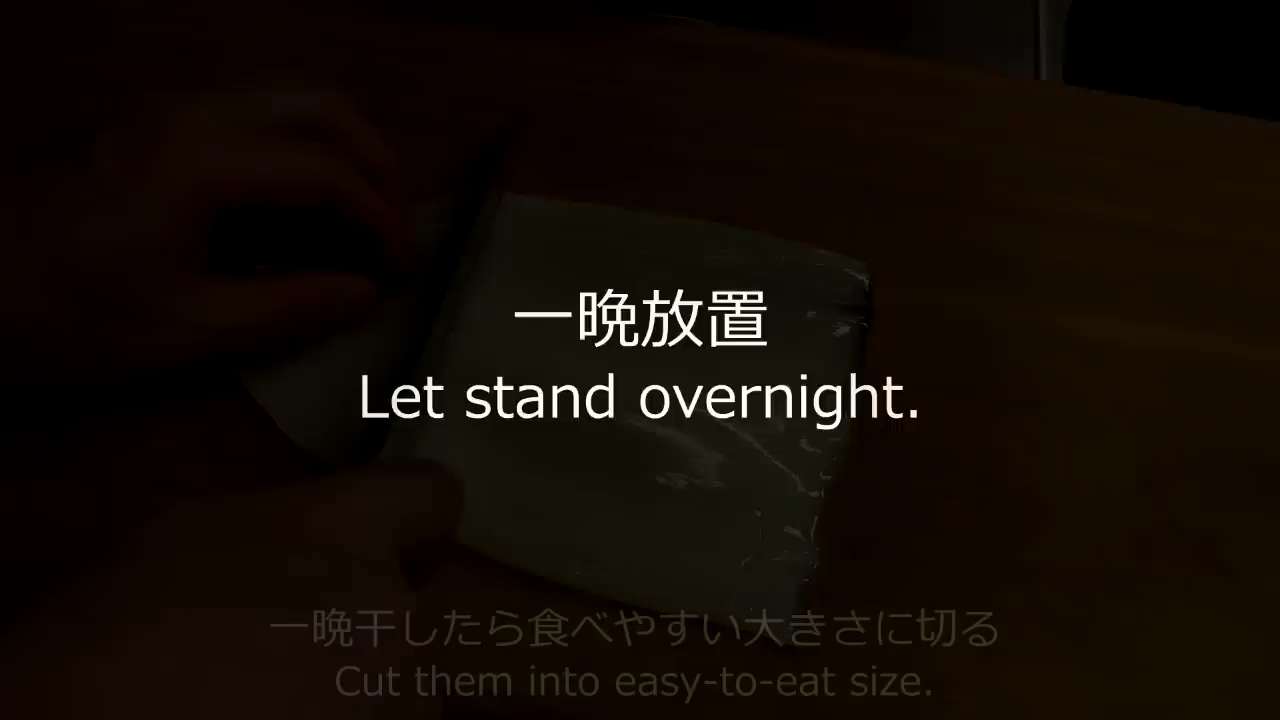 一晩放置
Let stand overnight.
一晩干したら食べやすい大きさに切る
Cut them into easy-to-eat size.